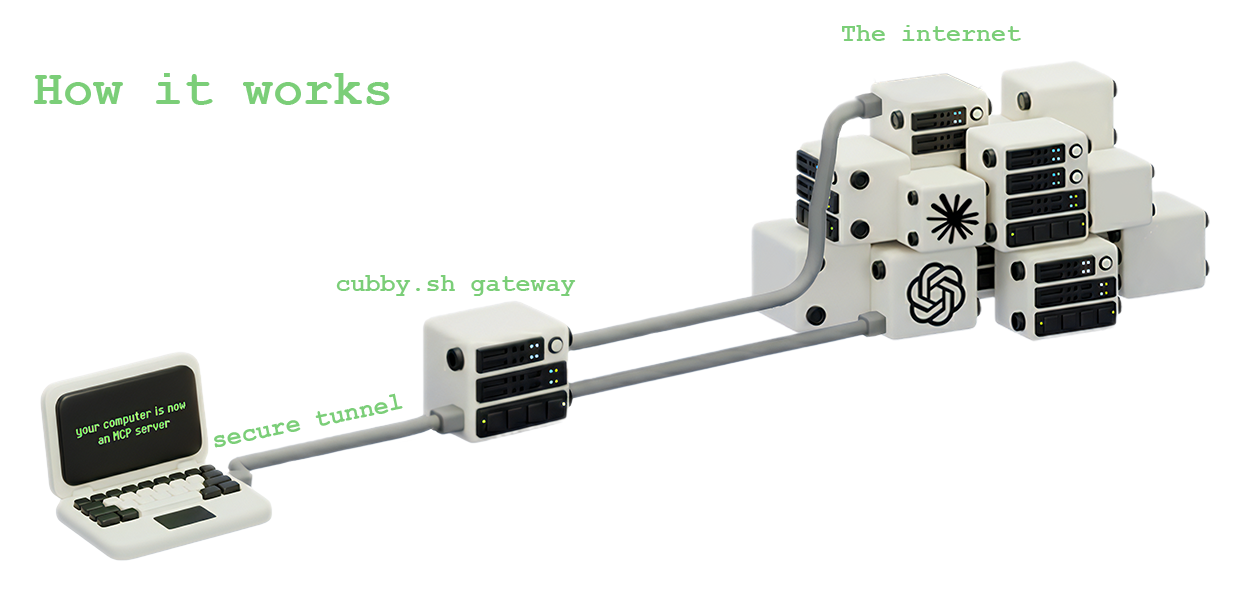 The internet
How it works
cubby.sh gateway
secure tunnel
your computer is now
an MCP server